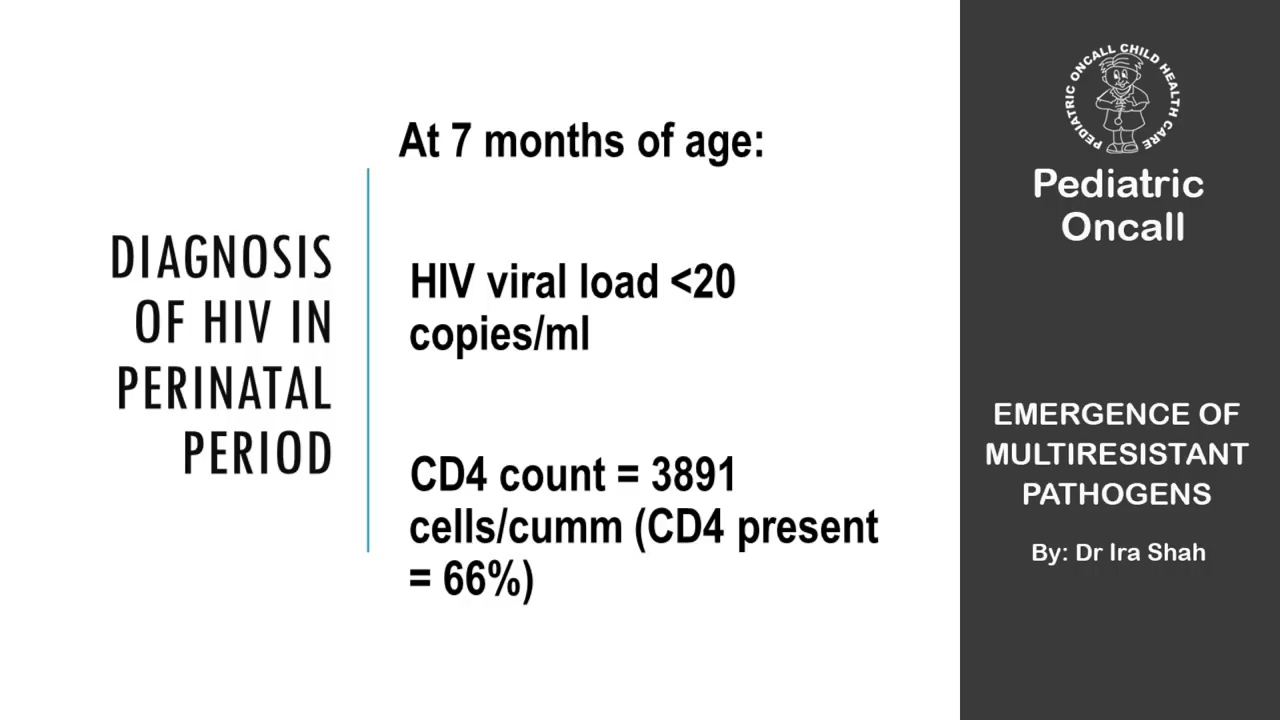 At 7 months of age:
DIAGNOSIS
OF HIV IN
PERINATAL
PERIOD
HIV viral load <20
copies/ml
CD4 count = 3891
cells/cumm (CD4 present
= 66%)
PEDIATRIC ONCALL CHILD HEALTH CARE
Pediatric
Oncall
EMERGENCE OF
MULTIRESISTANT
PATHOGENS
By: Dr Ira Shah